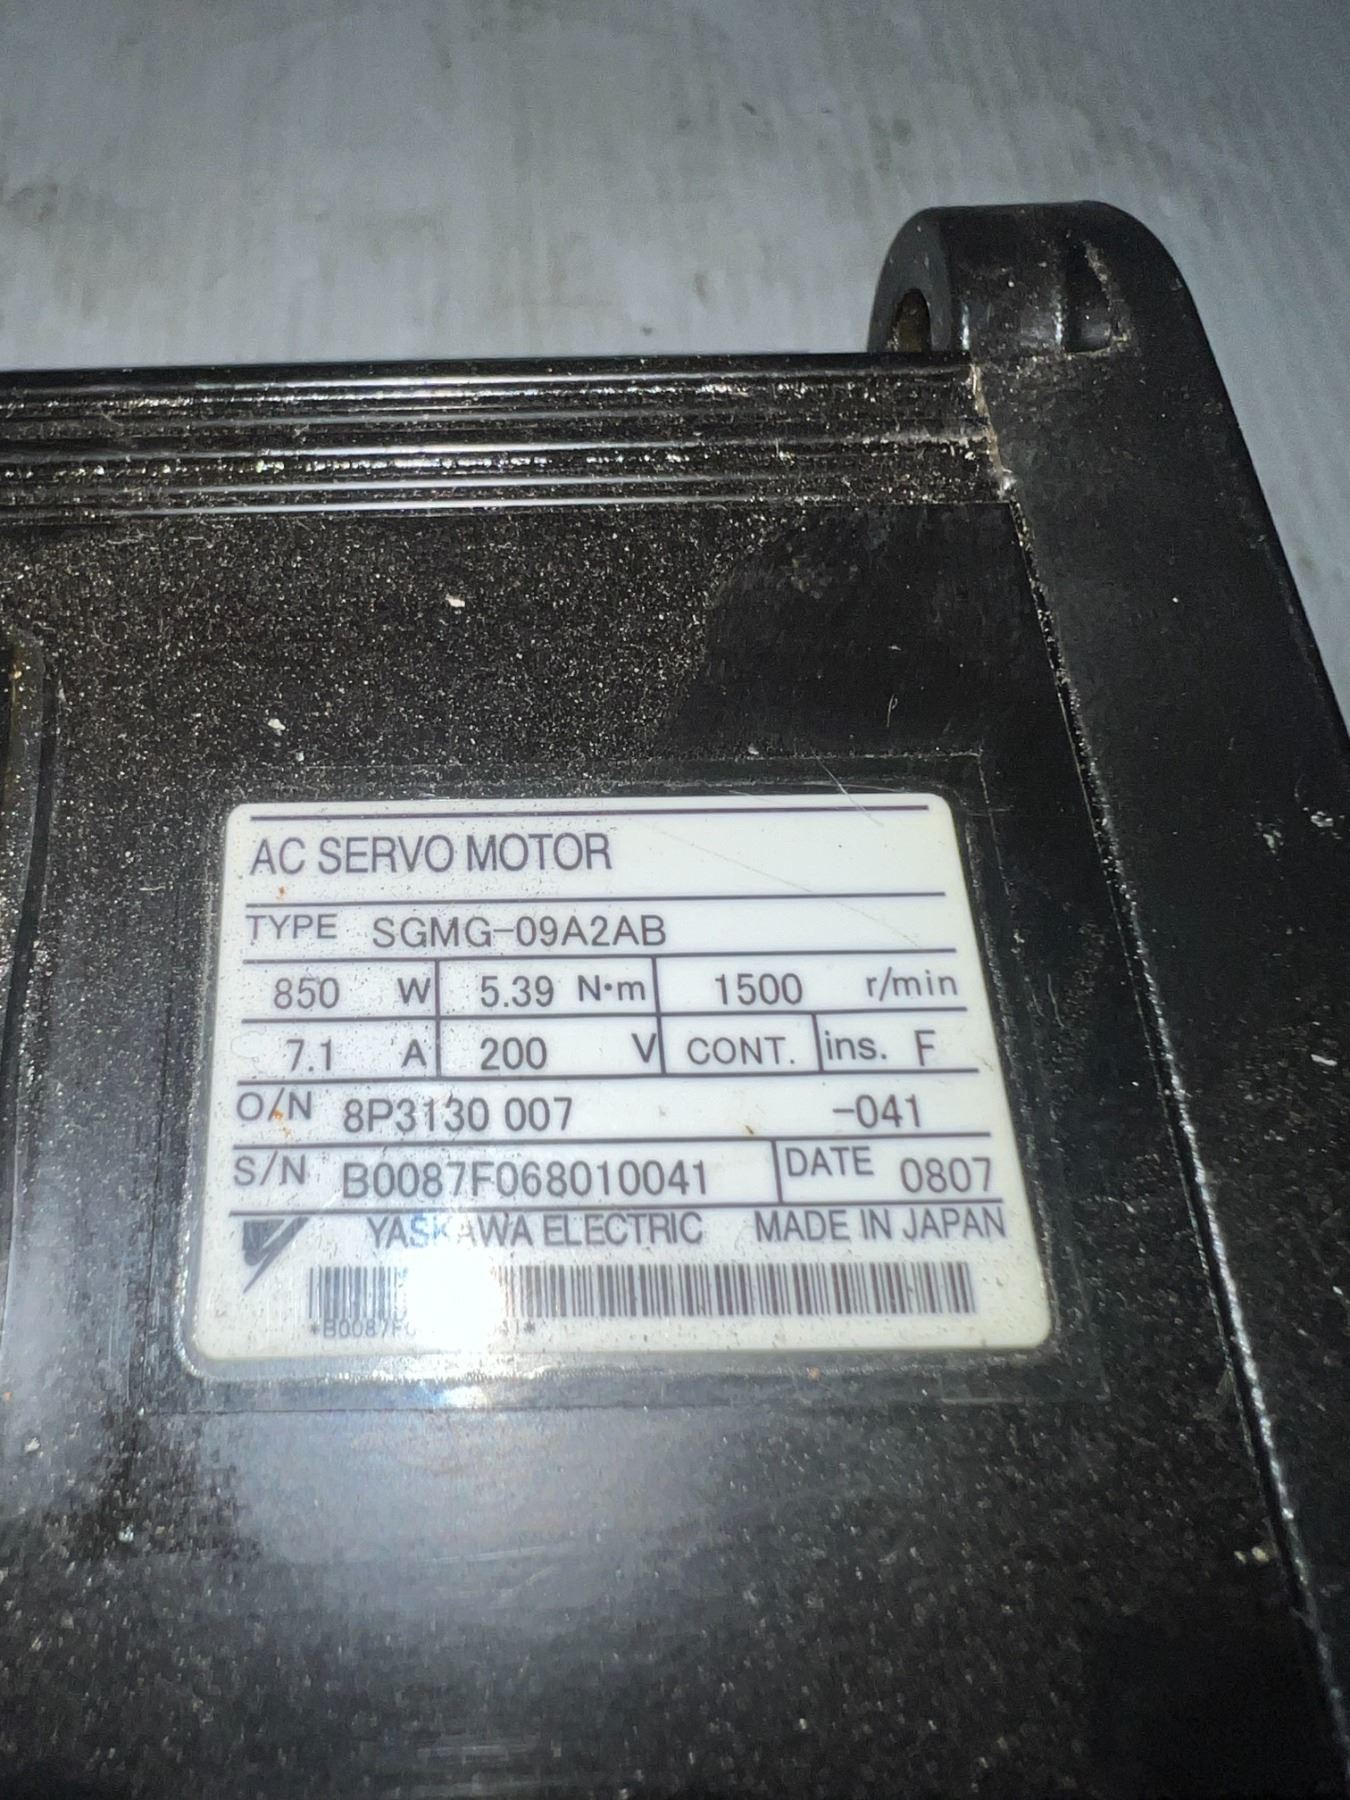 AC SERVO MOTOR
TYPE SGMG-09A2AB
850 W 5.39 N•m 1500 r/min
7.1 A 200 V CONT. ins. F
O/N 8P3130 007 -041
S/N B0087F068010041 DATE 0807
YASKAWA ELECTRIC MADE IN JAPAN